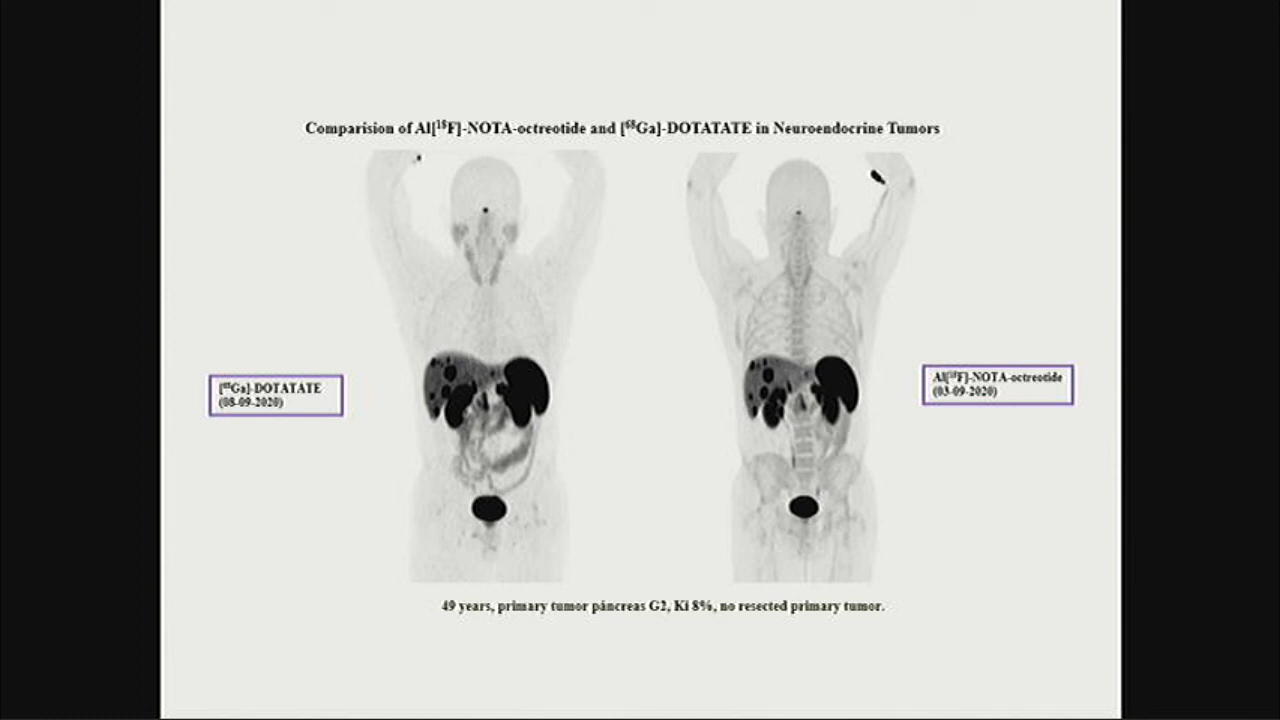 Comparision of Al[¹⁸F]-NOTA-octreotide and [⁶⁸Ga]-DOTATATE in Neuroendocrine Tumors
[⁶⁸Ga]-DOTATATE
(08-09-2020)
Al[¹⁸F]-NOTA-octreotide
(03-09-2020)
49 years, primary tumor páncreas G2, Ki 8%, no resected primary tumor.